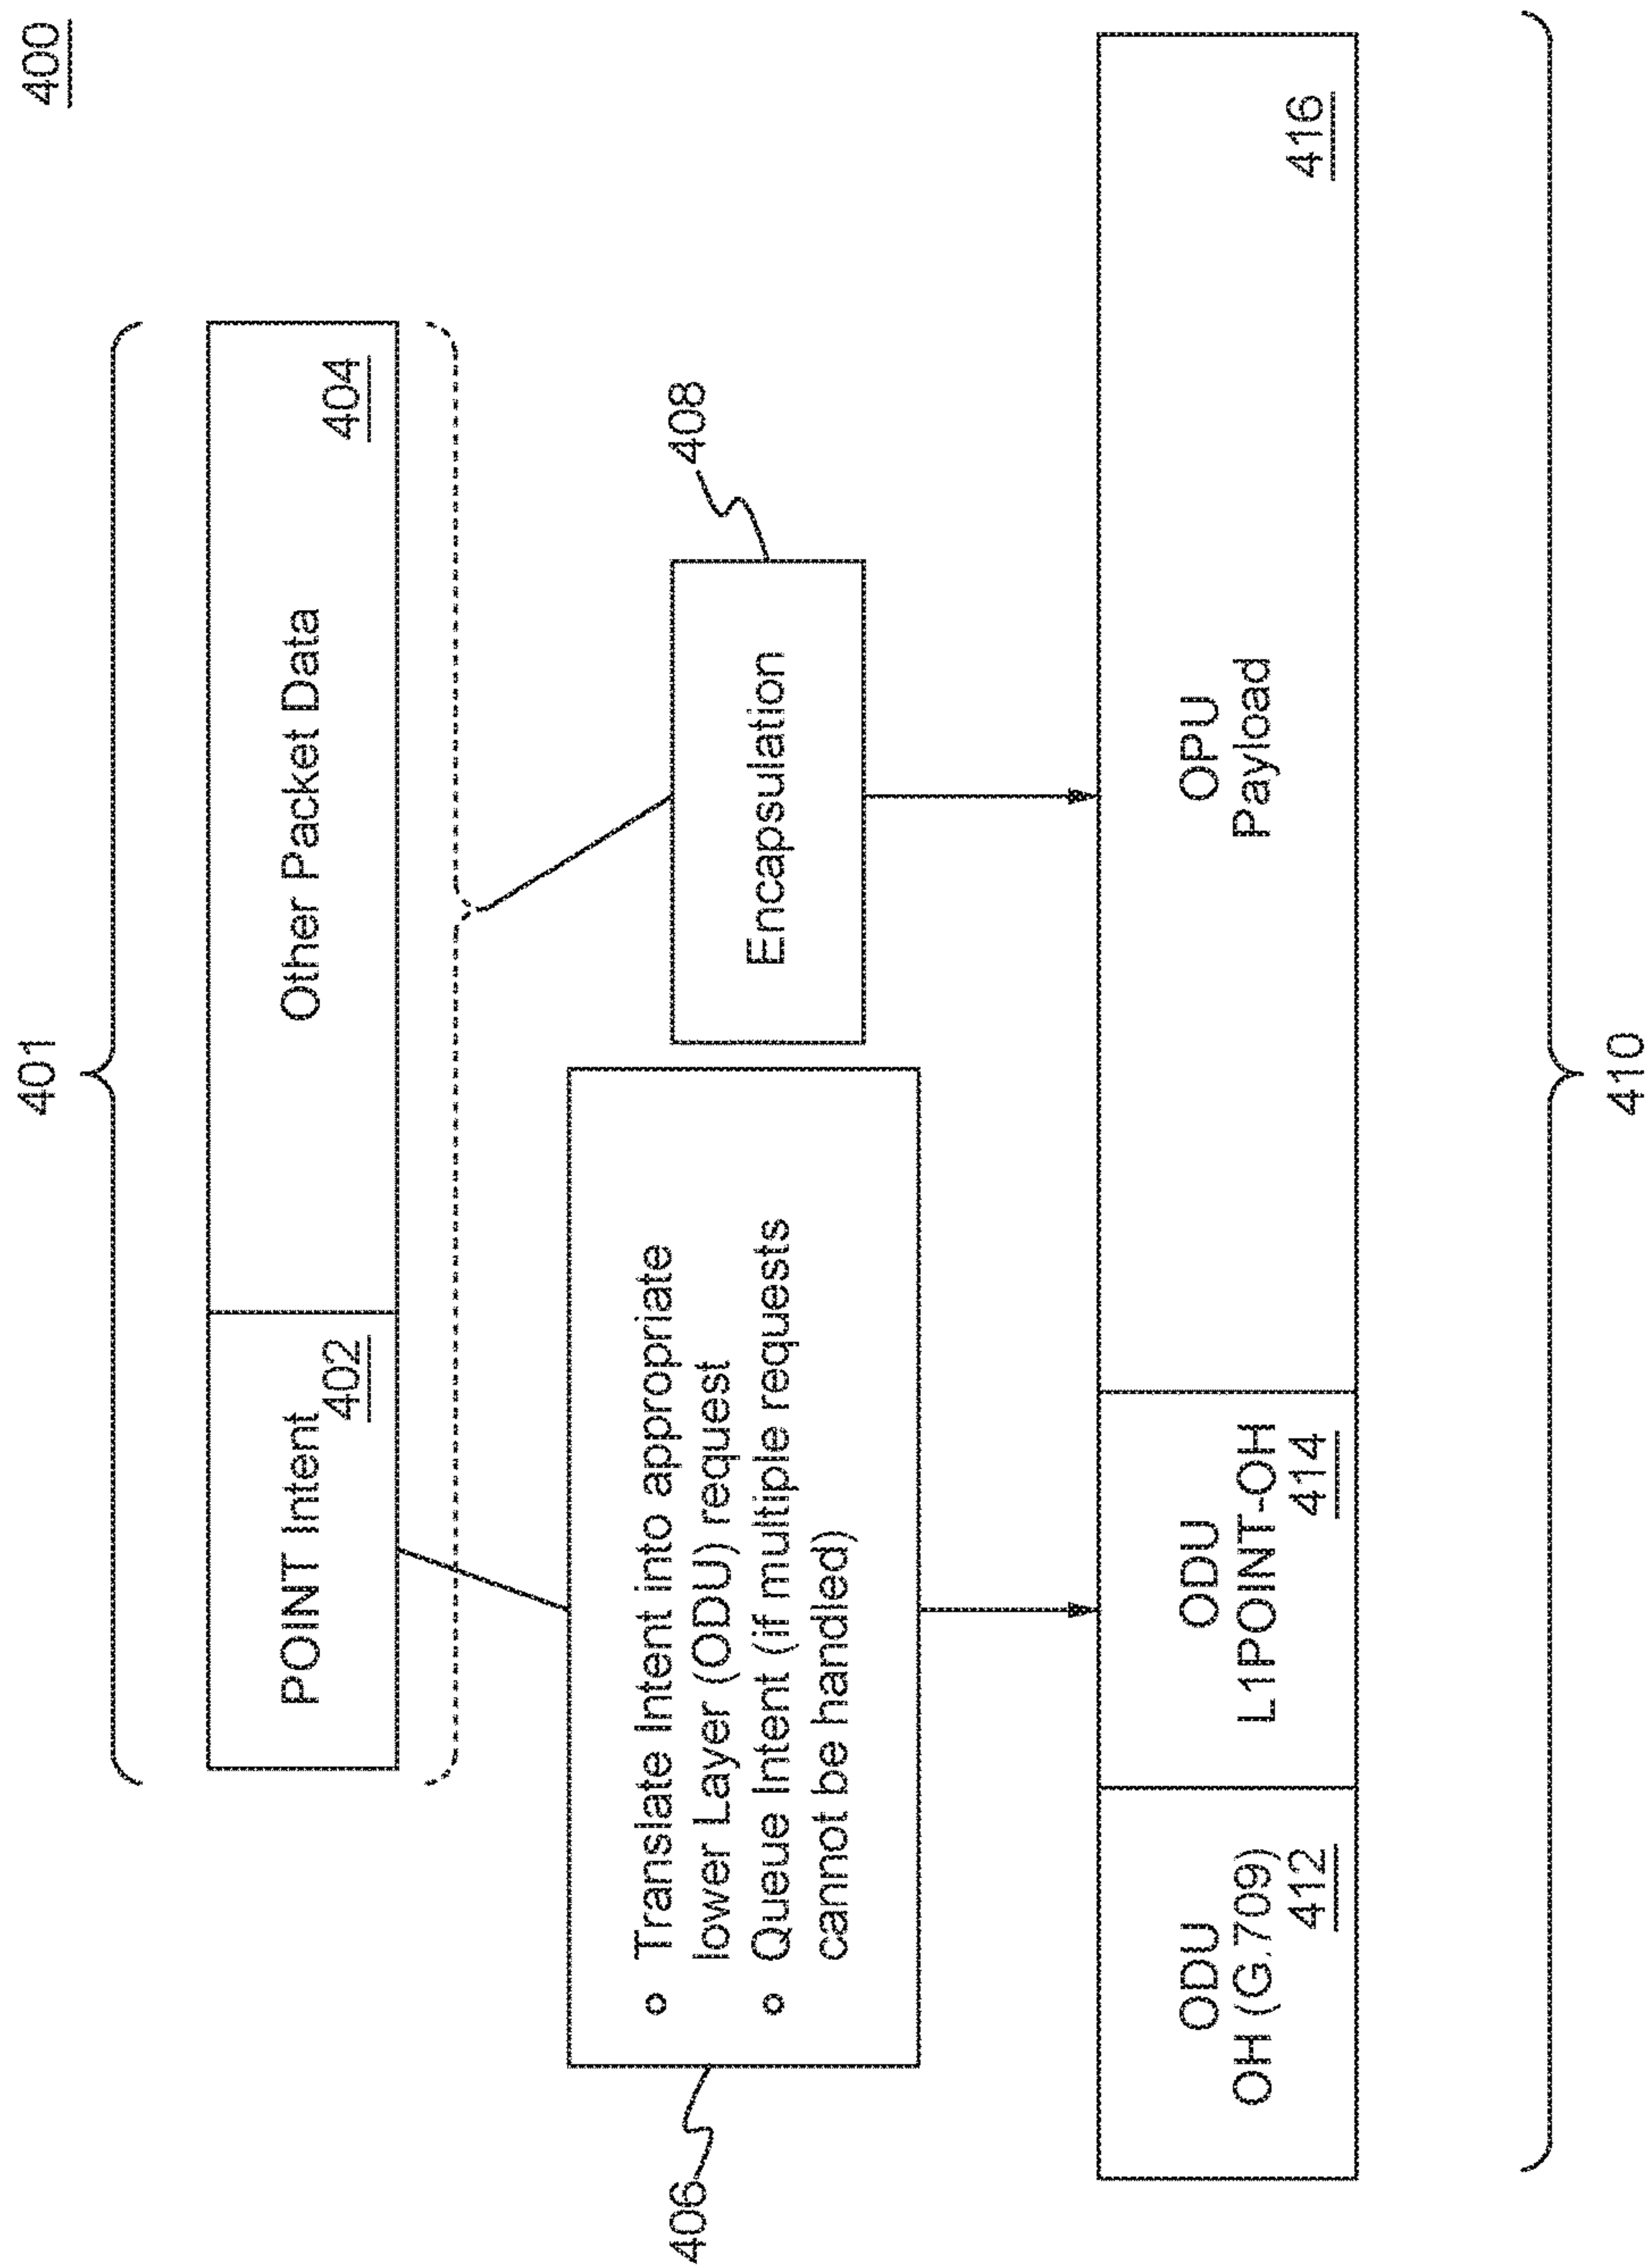 400
401
POINT Intent
402
Other Packet Data
404
406
o Translate Intent into appropriate
lower Layer (ODU) request
o Queue Intent (if multiple requests
cannot be handled)
Encapsulation
408
ODU
OH (G.709)
412
ODU
L1POINT-OH
414
OPU
Payload
416
410